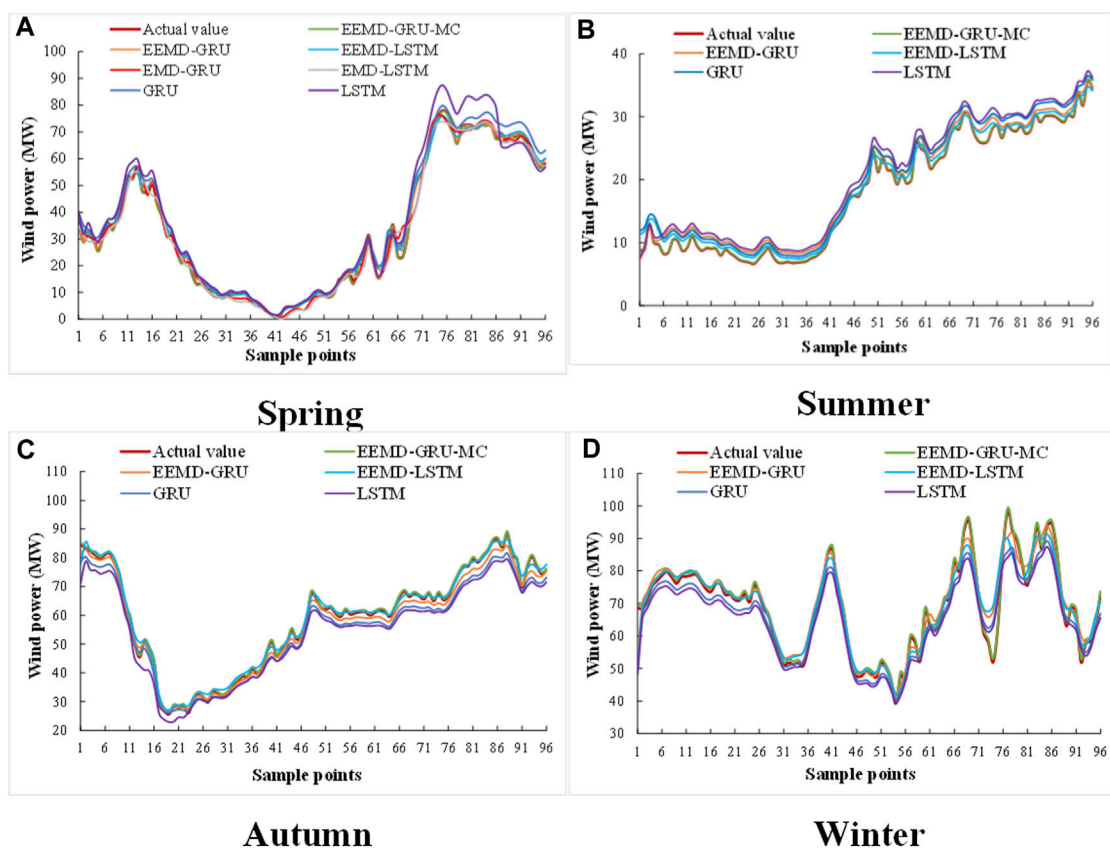 A
Actual value EEMD-GRU-MC
EEMD-GRU EEMD-LSTM
EMD-GRU EMD-LSTM
GRU LSTM
Wind power (MW)
100
90
80
70
60
50
40
30
20
10
0
1 6 11 16 21 26 31 36 41 46 51 56 61 66 71 76 81 86 91 96
Sample points
Spring
B
Actual value EEMD-GRU-MC
EEMD-GRU EEMD-LSTM
GRU LSTM
Wind power (MW)
40
30
20
10
0
1 6 11 16 21 26 31 36 41 46 51 56 61 66 71 76 81 86 91 96
Sample points
Summer
C
Actual value EEMD-GRU-MC
EEMD-GRU EEMD-LSTM
GRU LSTM
Wind power (MW)
110
100
90
80
70
60
50
40
30
20
1 6 11 16 21 26 31 36 41 46 51 56 61 66 71 76 81 86 91 96
Sample points
Autumn
D
Actual value EEMD-GRU-MC
EEMD-GRU EEMD-LSTM
GRU LSTM
Wind power (MW)
110
100
90
80
70
60
50
40
30
1 6 11 16 21 26 31 36 41 46 51 56 61 66 71 76 81 86 91 96
Sample points
Winter